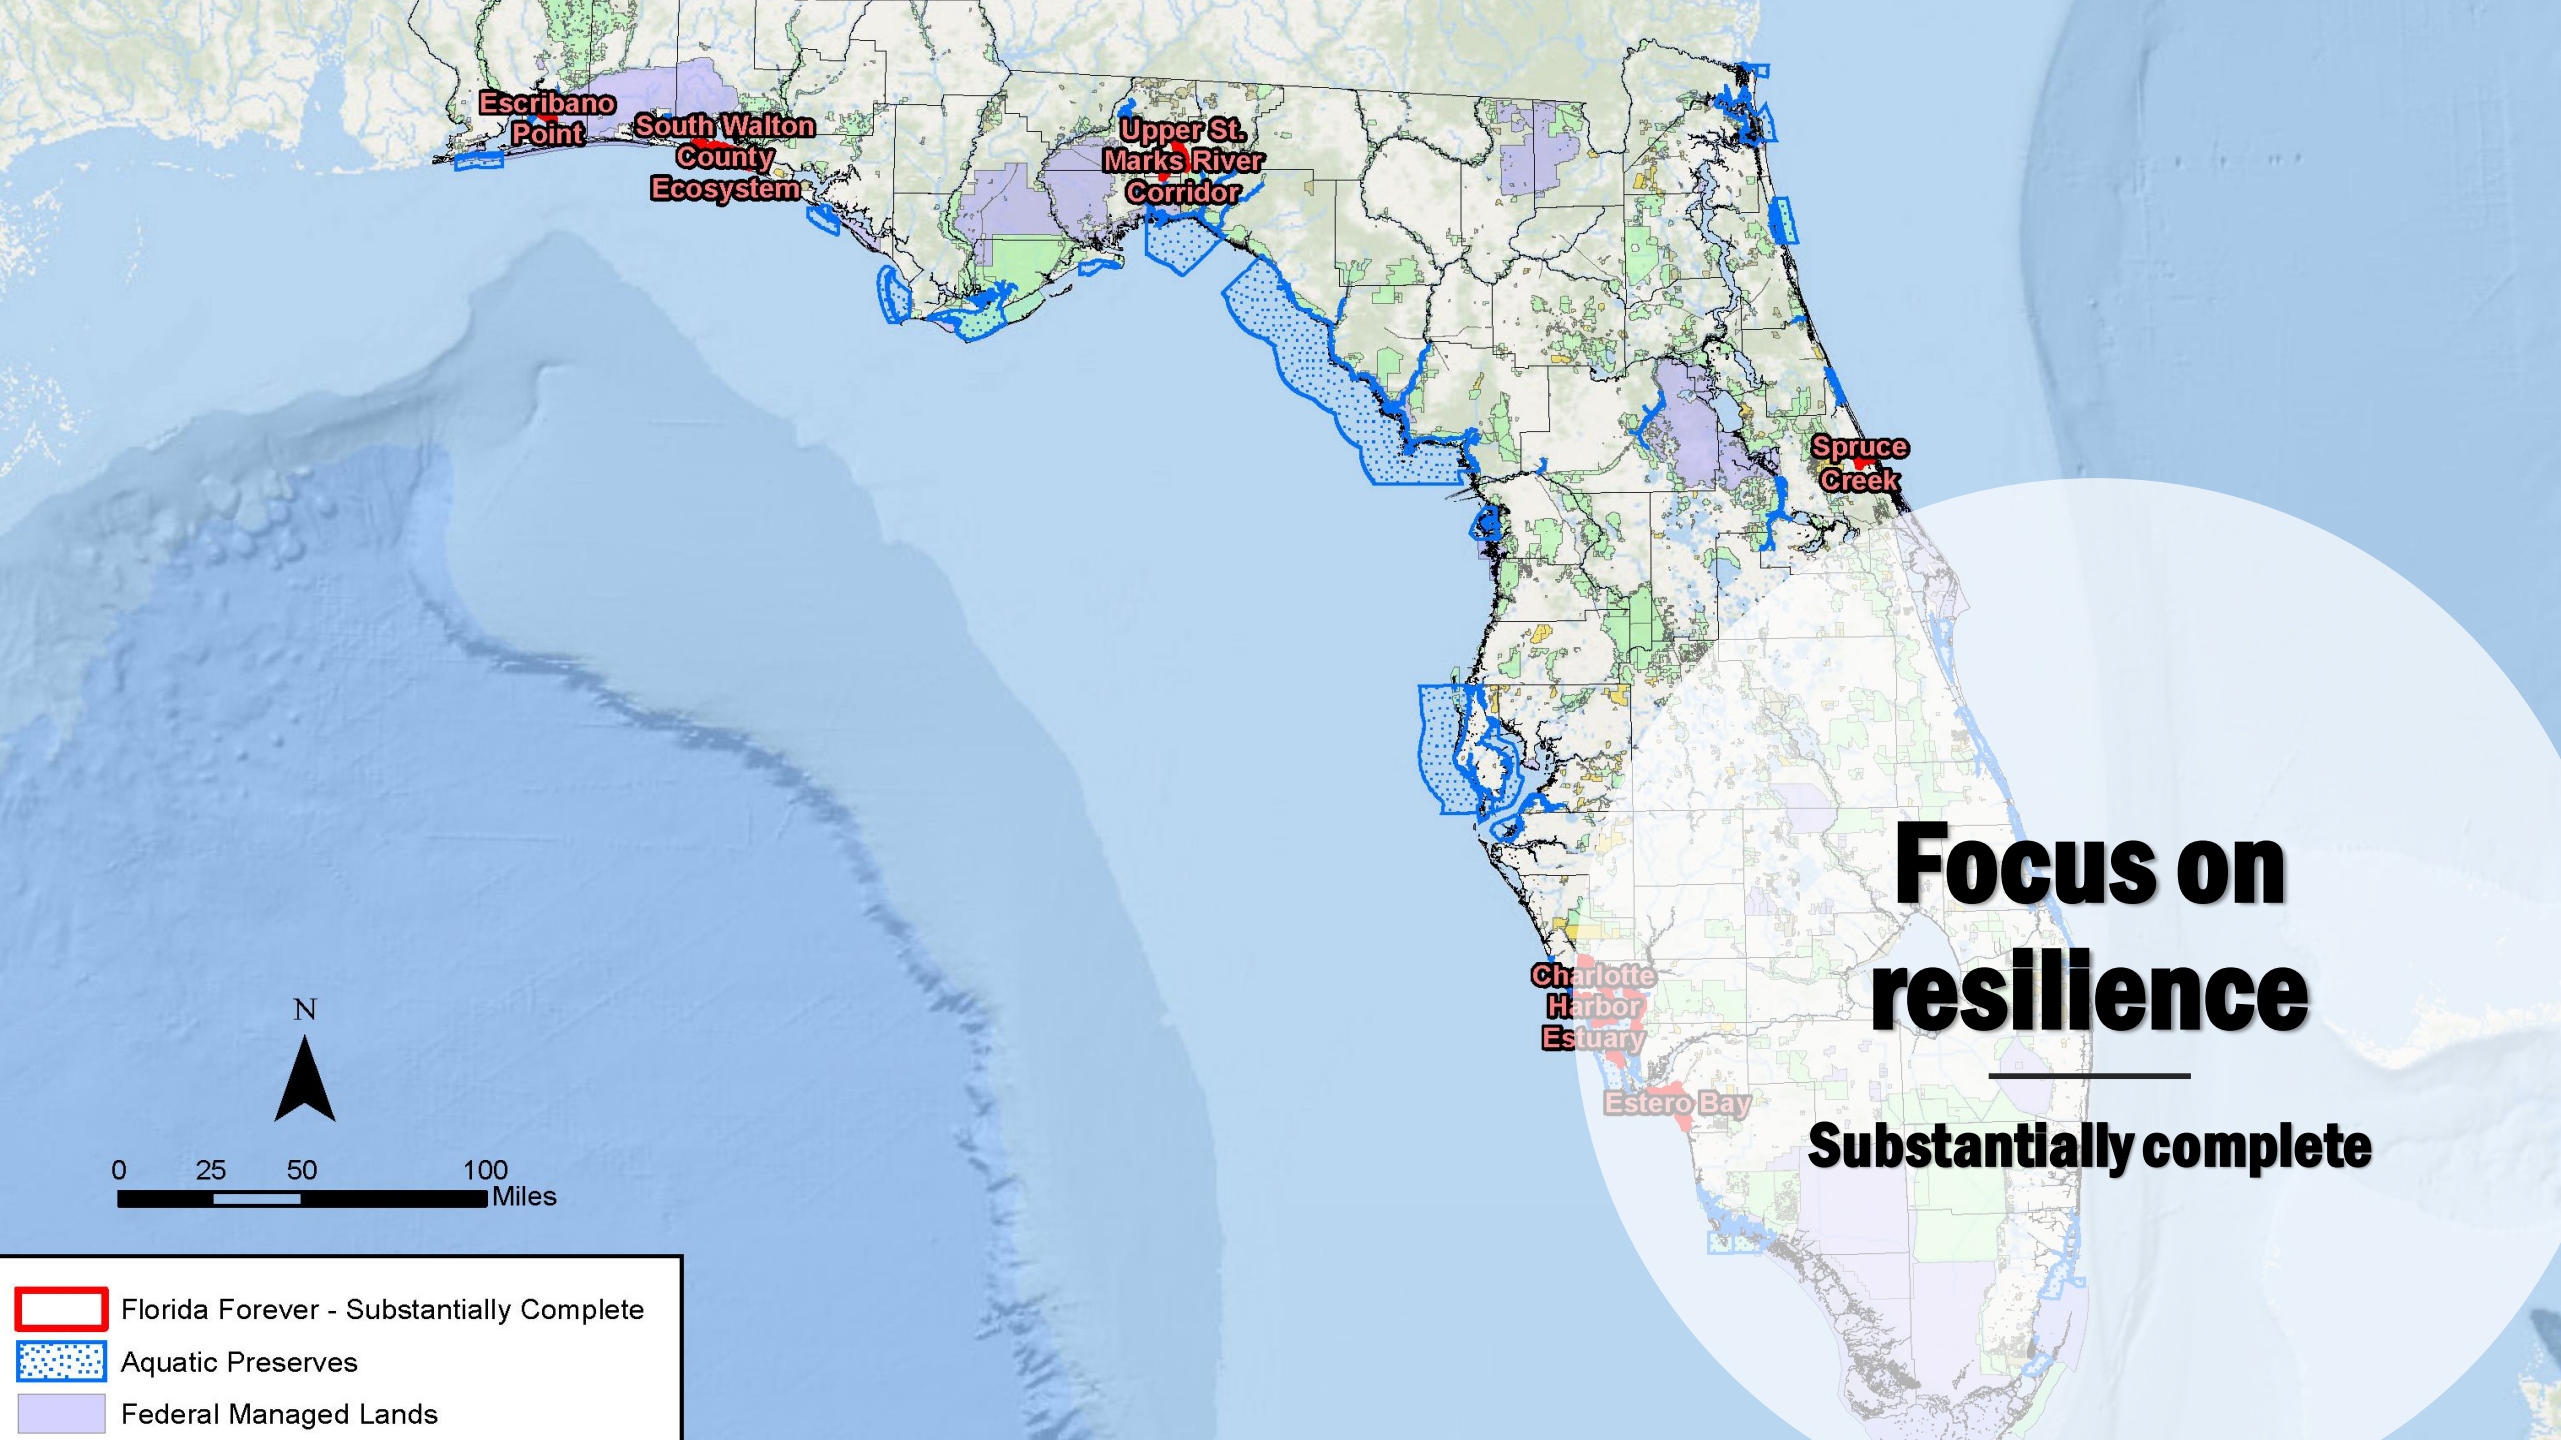 Escribano
Point
South Walton
County
Ecosystem
Upper St.
Marks River
Corridor
Spruce
Creek
Charlotte
Harbor
Estuary
Estero Bay
Focus on
resilience
Substantially complete
N
0 25 50 100
Miles
Florida Forever - Substantially Complete
Aquatic Preserves
Federal Managed Lands